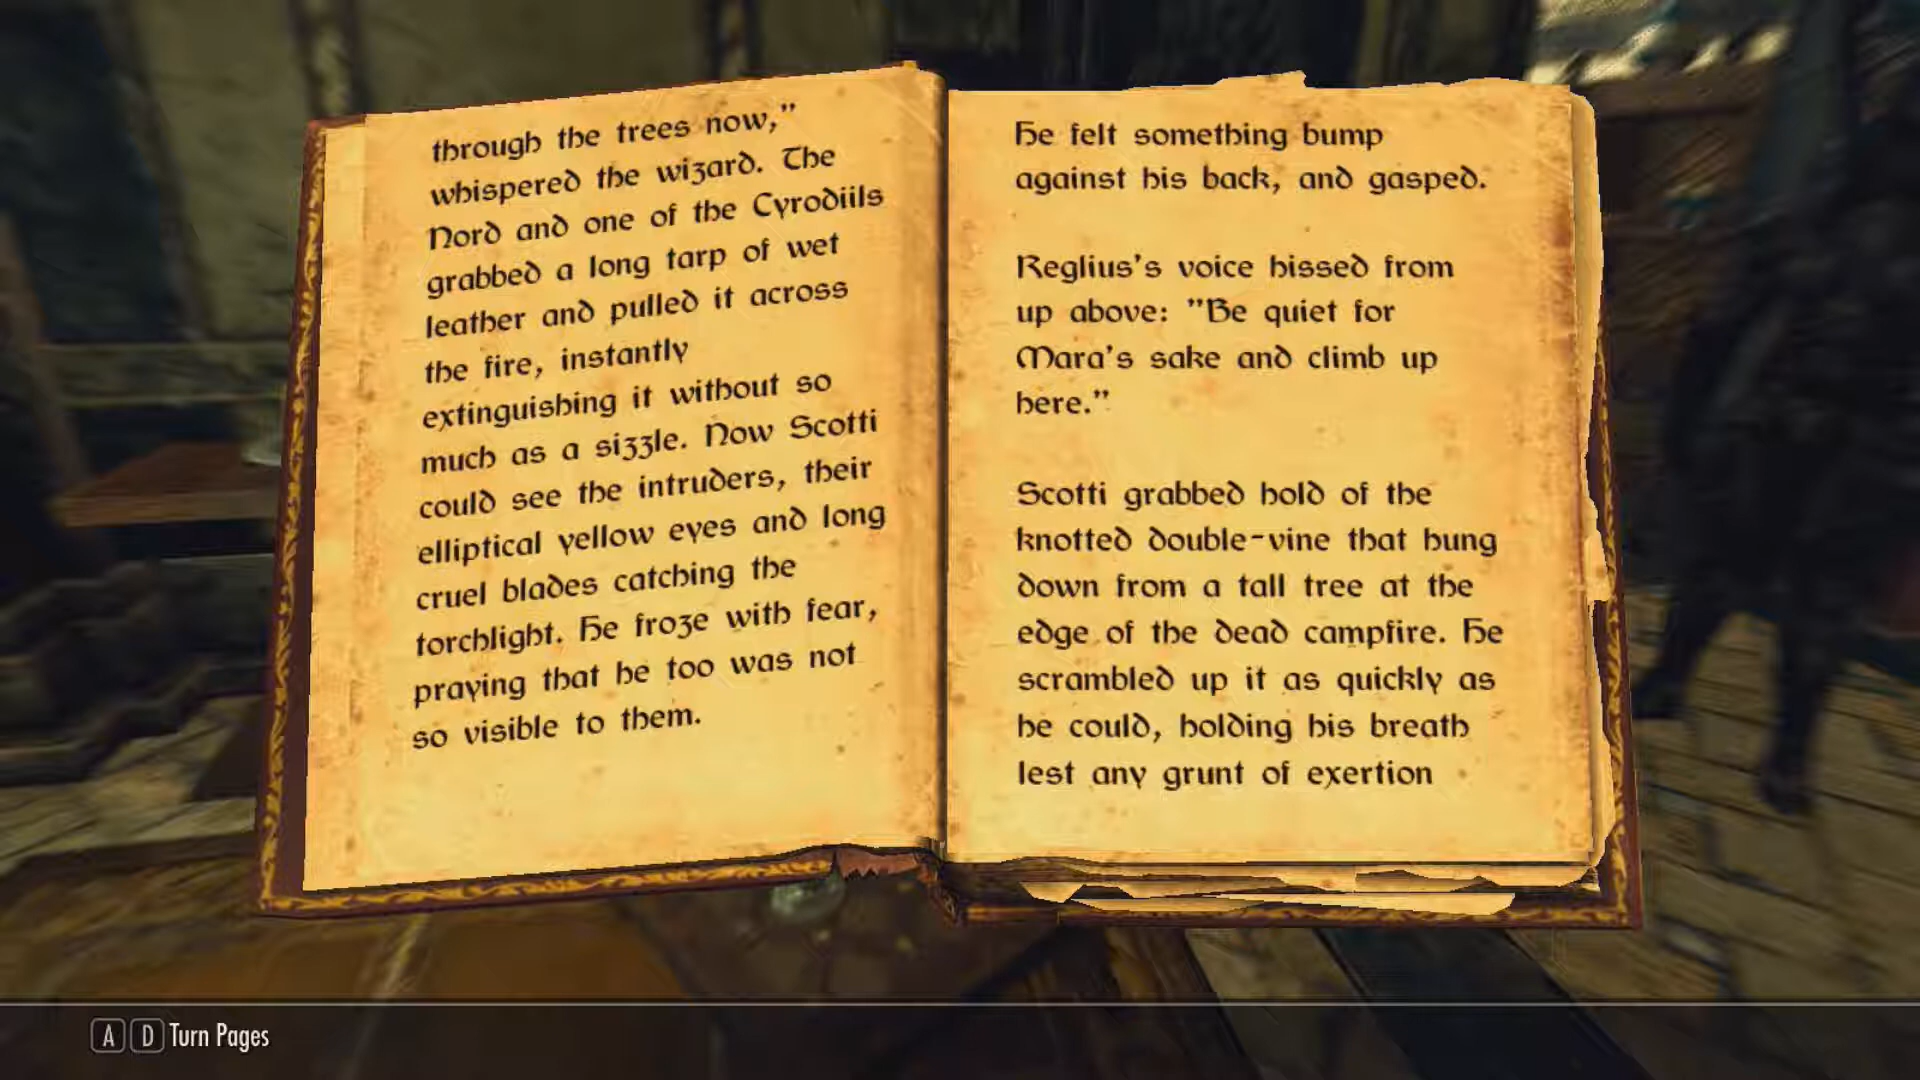 through the trees now,"
whispered the wizard. The
Nord and one of the Cyrodiils
grabbed a long tarp of wet
leather and pulled it across
the fire, instantly
extinguishing it without so
much as a sizzle. Now Scotti
could see the intruders, their
elliptical yellow eyes and long
cruel blades catching the
torchlight. He froze with fear,
praying that he too was not
so visible to them.
He felt something bump
against his back, and gasped.
Reglius's voice hissed from
up above: "Be quiet for
Mara's sake and climb up
here."
Scotti grabbed hold of the
knotted double-vine that hung
down from a tall tree at the
edge of the dead campfire. He
scrambled up it as quickly as
he could, holding his breath
lest any grunt of exertion
A D Turn Pages